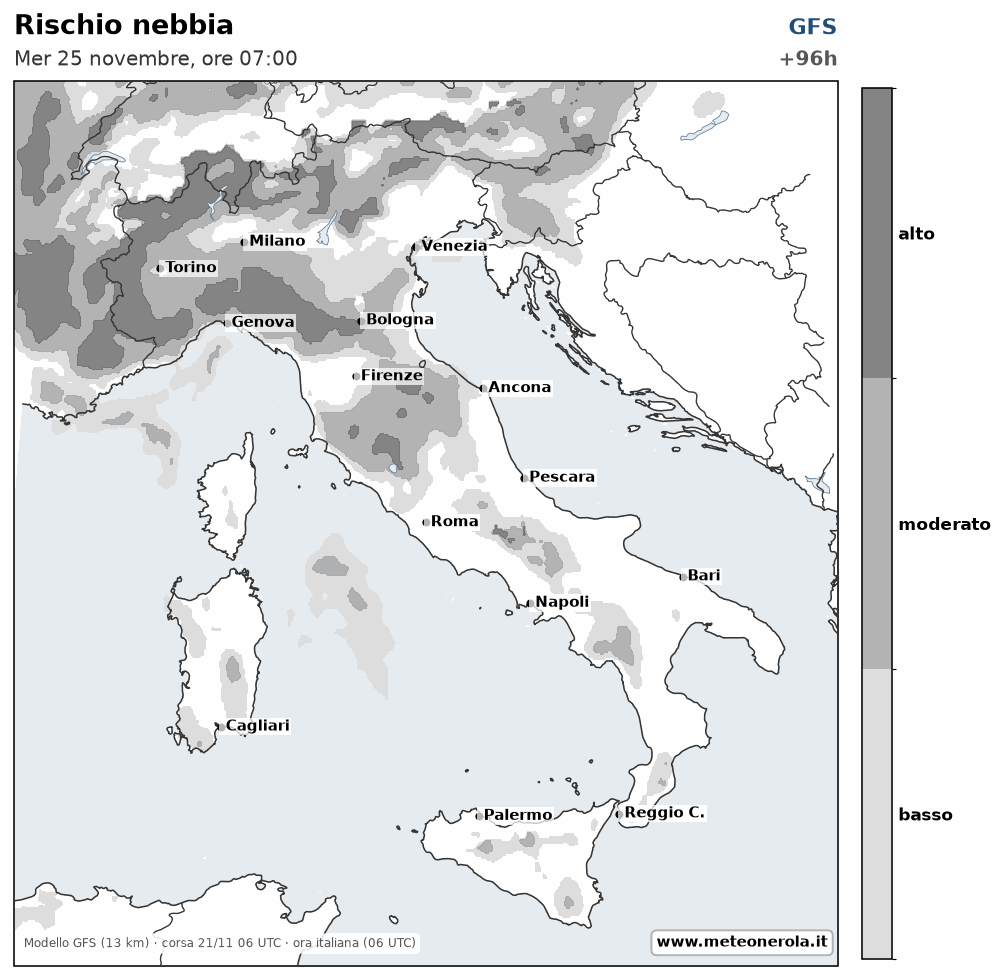 Rischio nebbia
GFS
Mer 25 novembre, ore 07:00
+96h
alto
moderato
basso
Milano
Venezia
Torino
Genova
Bologna
Firenze
Ancona
Pescara
Roma
Bari
Napoli
Cagliari
Palermo
Reggio C.
Modello GFS (13 km) · corsa 21/11 06 UTC · ora italiana (06 UTC)
www.meteonerola.it